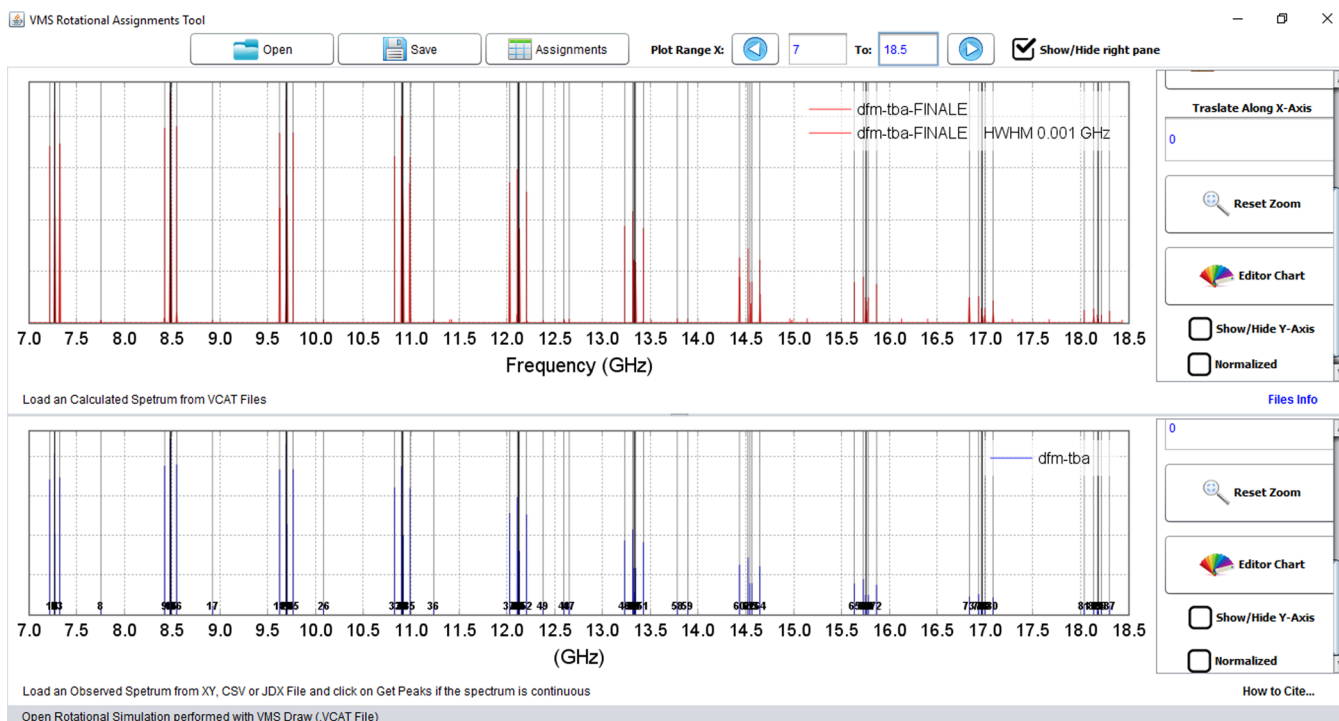 VMS Rotational Assignments Tool
Open Save Assignments Plot Range X: 7 To: 18.5 Show/Hide right pane
dfm-tba-FINALE
dfm-tba-FINALE HWHM 0.001 GHz
7.0 7.5 8.0 8.5 9.0 9.5 10.0 10.5 11.0 11.5 12.0 12.5 13.0 13.5 14.0 14.5 15.0 15.5 16.0 16.5 17.0 17.5 18.0 18.5
Frequency (GHz)
Traslate Along X-Axis
0
Reset Zoom
Editor Chart
Show/Hide Y-Axis
Normalized
Load an Calculated Spetrum from VCAT Files
Files Info
dfm-tba
8 17 26 36 49
7.0 7.5 8.0 8.5 9.0 9.5 10.0 10.5 11.0 11.5 12.0 12.5 13.0 13.5 14.0 14.5 15.0 15.5 16.0 16.5 17.0 17.5 18.0 18.5
(GHz)
0
Reset Zoom
Editor Chart
Show/Hide Y-Axis
Normalized
Load an Observed Spetrum from XY, CSV or JDX File and click on Get Peaks if the spectrum is continuous
How to Cite...
Open Rotational Simulation performed with VMS Draw (.VCAT File)